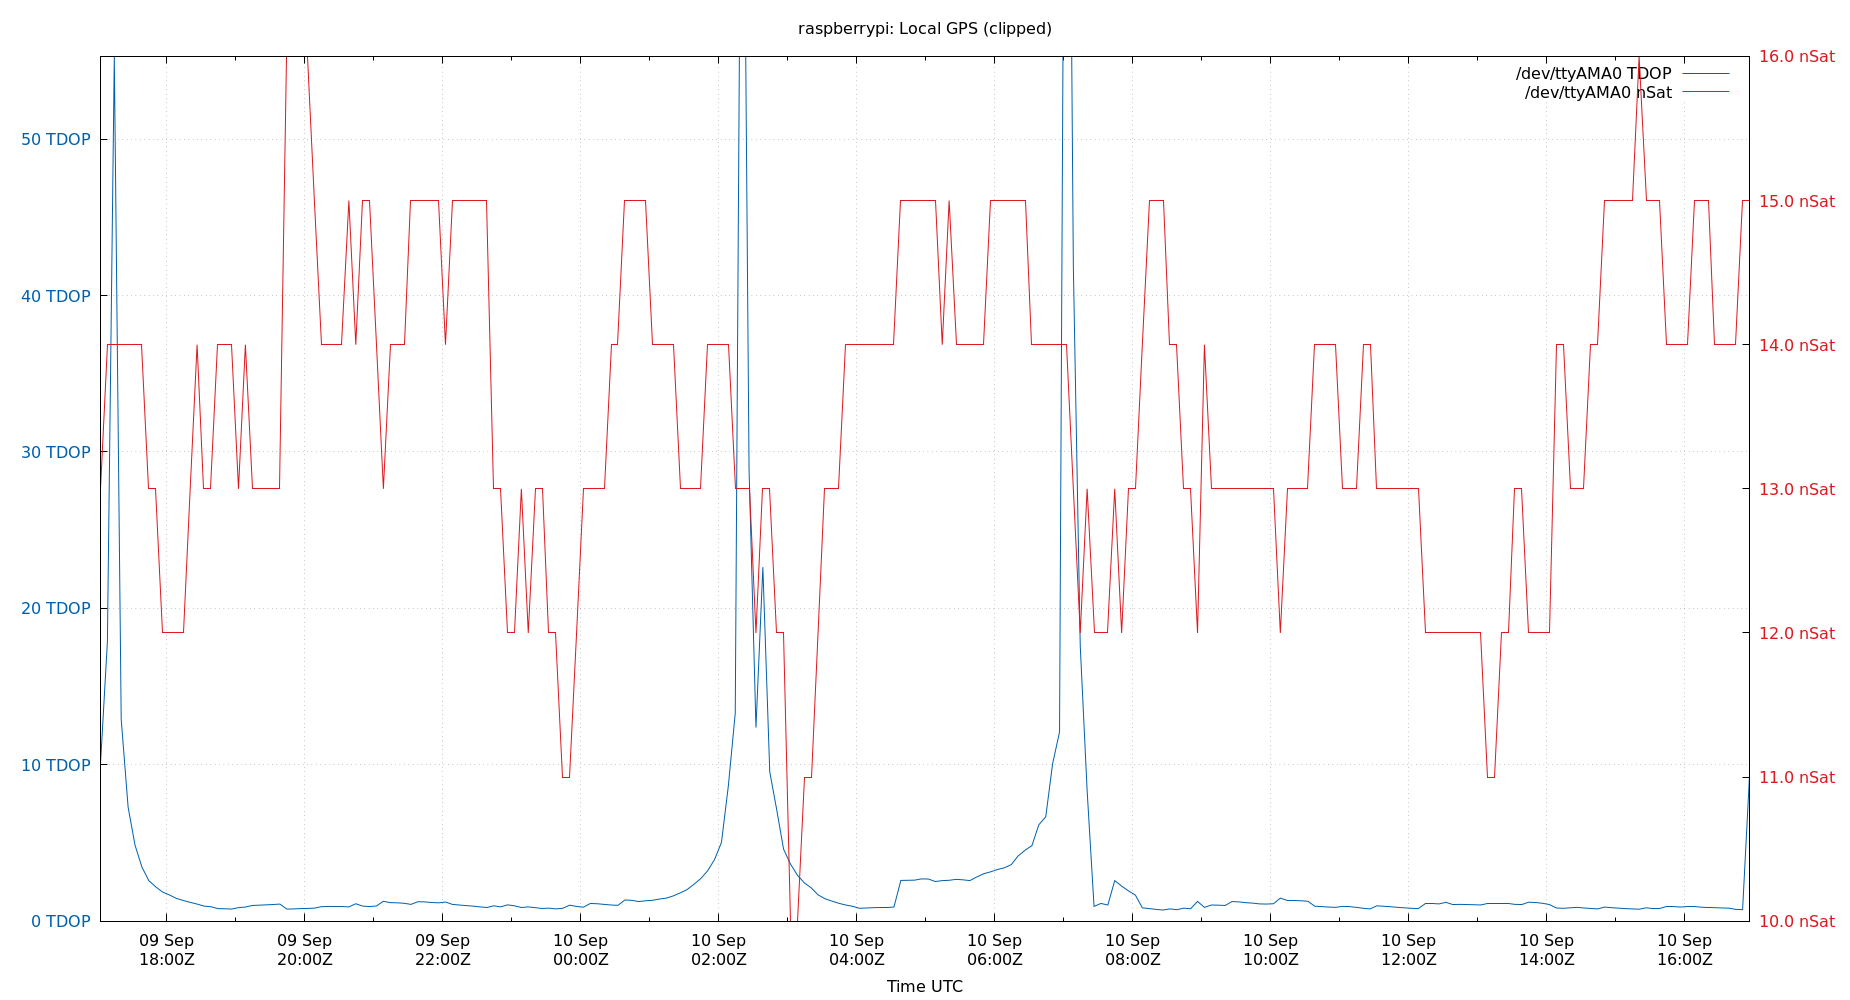 raspberrypi: Local GPS (clipped)
/dev/ttyAMA0 TDOP
/dev/ttyAMA0 nSat
50 TDOP
40 TDOP
30 TDOP
20 TDOP
10 TDOP
0 TDOP
16.0 nSat
15.0 nSat
14.0 nSat
13.0 nSat
12.0 nSat
11.0 nSat
10.0 nSat
09 Sep
18:00Z
09 Sep
20:00Z
09 Sep
22:00Z
10 Sep
00:00Z
10 Sep
02:00Z
10 Sep
04:00Z
10 Sep
06:00Z
10 Sep
08:00Z
10 Sep
10:00Z
10 Sep
12:00Z
10 Sep
14:00Z
10 Sep
16:00Z
Time UTC